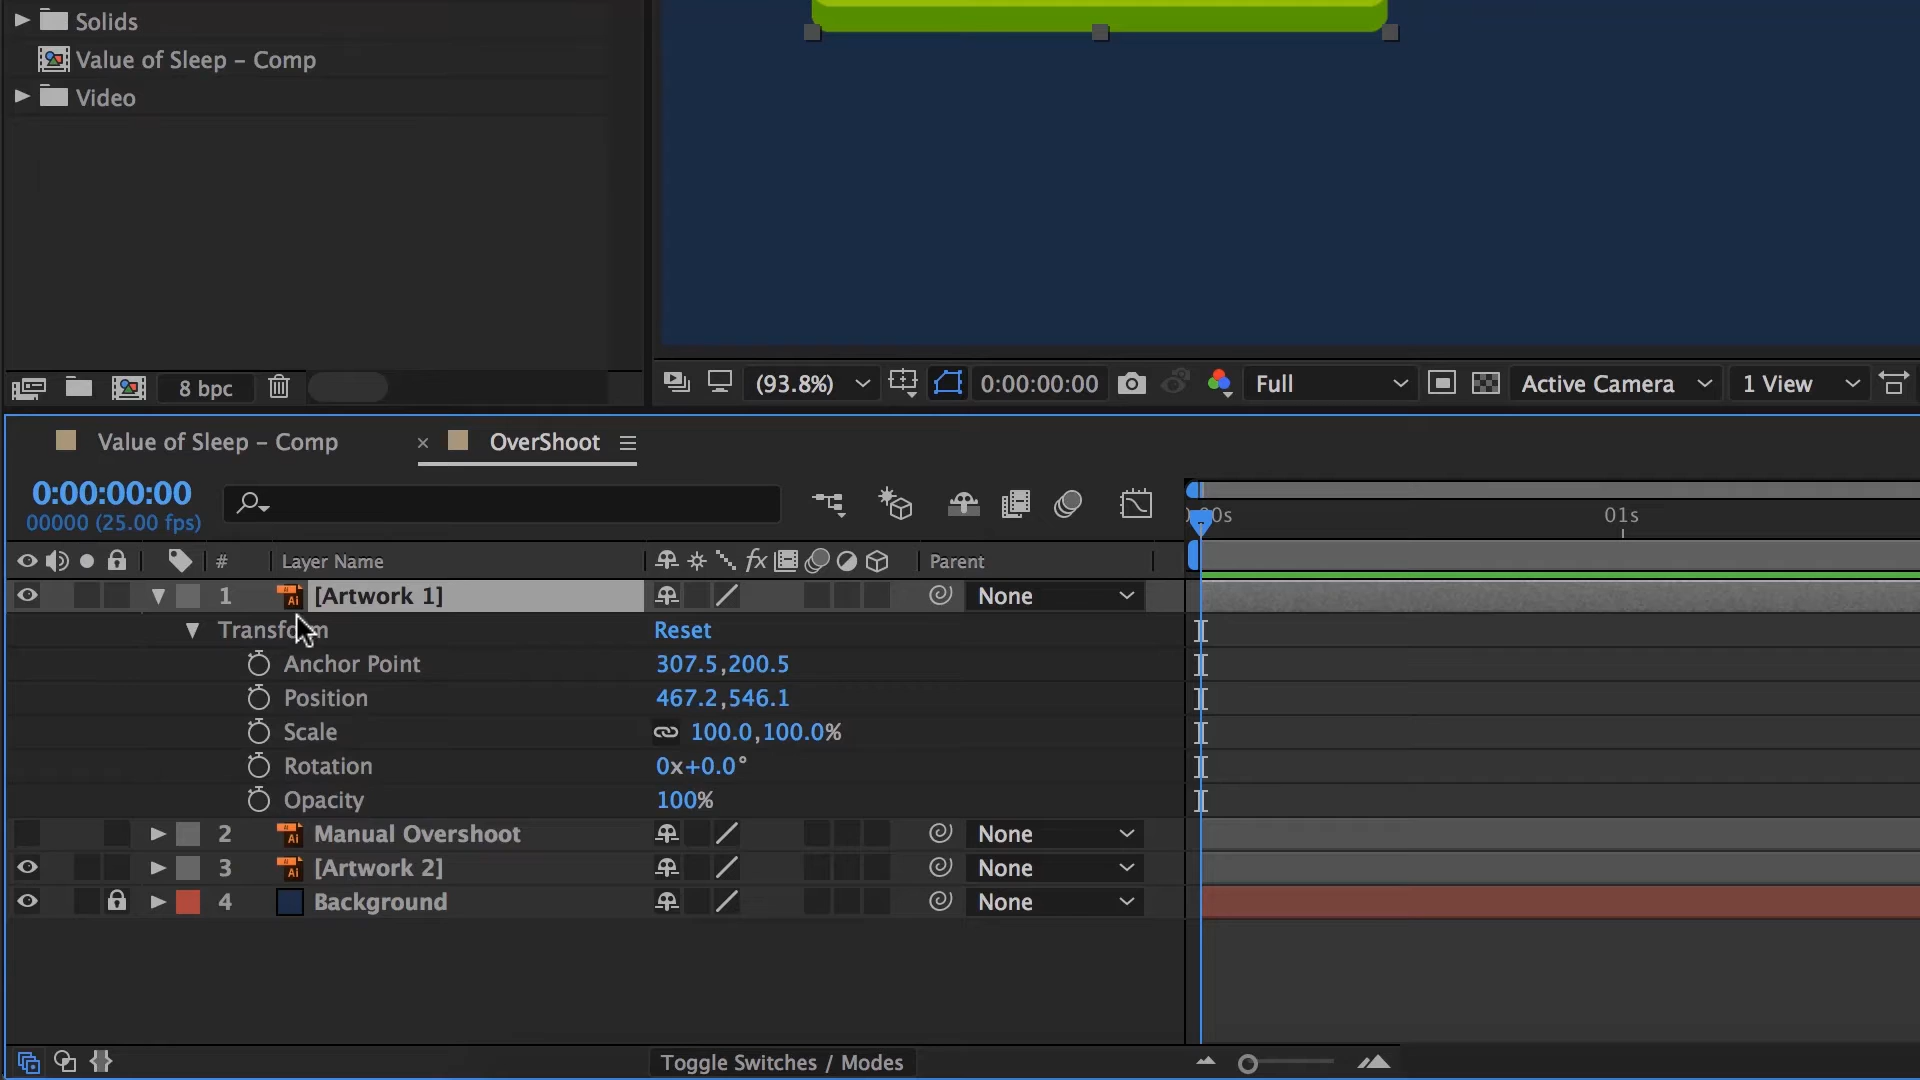 Solids
Value of Sleep – Comp
Video
8 bpc
(93.8%)
0:00:00:00
Full
Active Camera
1 View
Value of Sleep – Comp
× OverShoot
0:00:00:00
00000 (25.00 fps)
01s
# Layer Name
fx
Parent
1 Ai [Artwork 1] None
Transform Reset
Anchor Point 307.5,200.5
Position 467.2,546.1
Scale 100.0,100.0%
Rotation 0x+0.0°
Opacity 100%
2 Ai Manual Overshoot None
3 Ai [Artwork 2] None
4 Background None
Toggle Switches / Modes